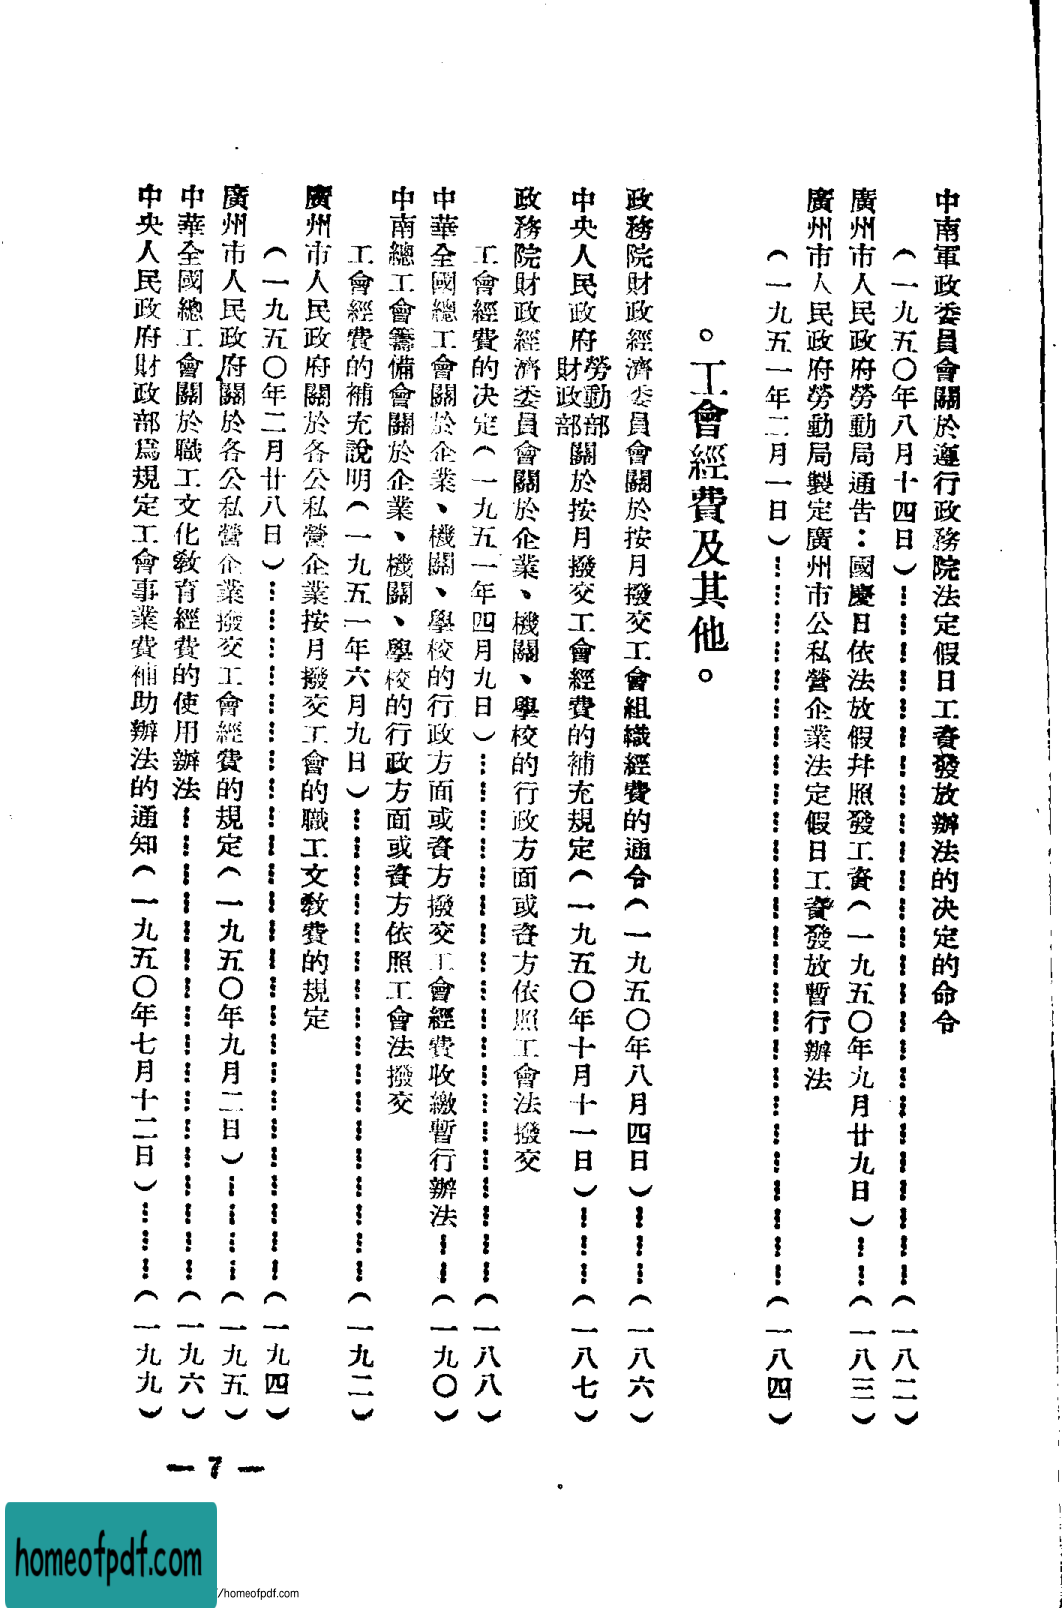 中南軍政委員會關於遵行政務院法定假日工資發放辦法的决定的命令
（一九五〇年八月十四日）……（一八二）
廣州市人民政府勞動局通告：國慶日依法放假幷照發工資（一九五〇年九月廿九日）……（一八三）
廣州市人民政府勞動局製定廣州市公私營企業法定假日工資發放暫行辦法
（一九五一年二月一日）……（一八四）
。工會經費及其他。
政務院財政經濟委員會關於按月撥交工會組織經費的通令（一九五〇年八月四日）……（一八六）
中央人民政府勞動部財政部關於按月撥交工會經費的補充規定（一九五〇年十月十一日）……（一八七）
政務院財政經濟委員會關於企業、機關、學校的行政方面或資方依照工會法撥交
工會經費的决定（一九五一年四月九日）……（一八八）
中華全國總工會關於企業、機關、學校的行政方面或資方撥交工會經費收繳暫行辦法……（一九〇）
中南總工會籌備會關於企業、機關、學校的行政方面或資方依照工會法撥交
工會經費的補充說明（一九五一年六月九日）……（一九二）
廣州市人民政府關於各公私營企業按月撥交工會的職工文教費的規定
（一九五〇年二月廿八日）……（一九四）
廣州市人民政府關於各公私營企業撥交工會經費的規定（一九五〇年九月二日）……（一九五）
中華全國總工會關於職工文化教育經費的使用辦法……（一九六）
中央人民政府財政部爲規定工會事業費補助辦法的通知（一九五〇年七月十二日）……（一九九）
— 7 —
homeofpdf.com
/homeofpdf.com